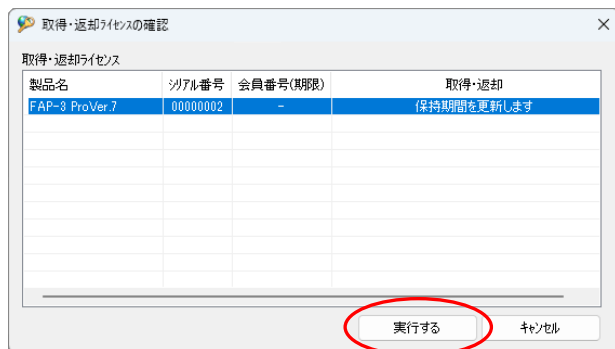 取得・返却ﾗｲｾﾝｽの確認
取得・返却ﾗｲｾﾝｽ
製品名 ｼﾘｱﾙ番号 会員番号(期限) 取得・返却
FAP-3 ProVer.7 00000002 - 保持期間を更新します
実行する ｷｬﾝｾﾙ